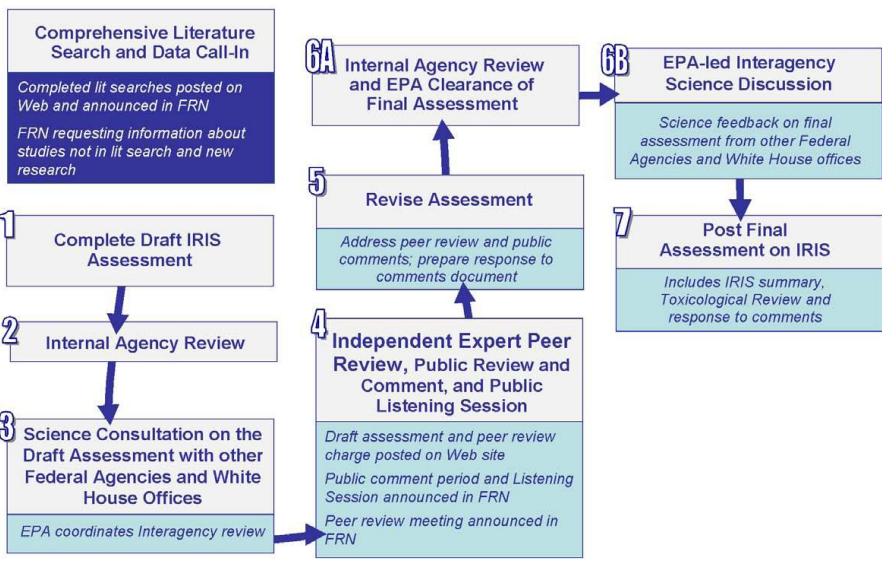 Comprehensive Literature
Search and Data Call-In
Completed lit searches posted on
Web and announced in FRN
FRN requesting information about
studies not in lit search and new
research
1
Complete Draft IRIS
Assessment
2
Internal Agency Review
3
Science Consultation on the
Draft Assessment with other
Federal Agencies and White
House Offices
EPA coordinates Interagency review
4
Independent Expert Peer
Review, Public Review and
Comment, and Public
Listening Session
Draft assessment and peer review
charge posted on Web site
Public comment period and Listening
Session announced in FRN
Peer review meeting announced in
FRN
5
Revise Assessment
Address peer review and public
comments; prepare response to
comments document
6A
Internal Agency Review
and EPA Clearance of
Final Assessment
6B
EPA-led Interagency
Science Discussion
Science feedback on final
assessment from other Federal
Agencies and White House offices
7
Post Final
Assessment on IRIS
Includes IRIS summary,
Toxicological Review and
response to comments